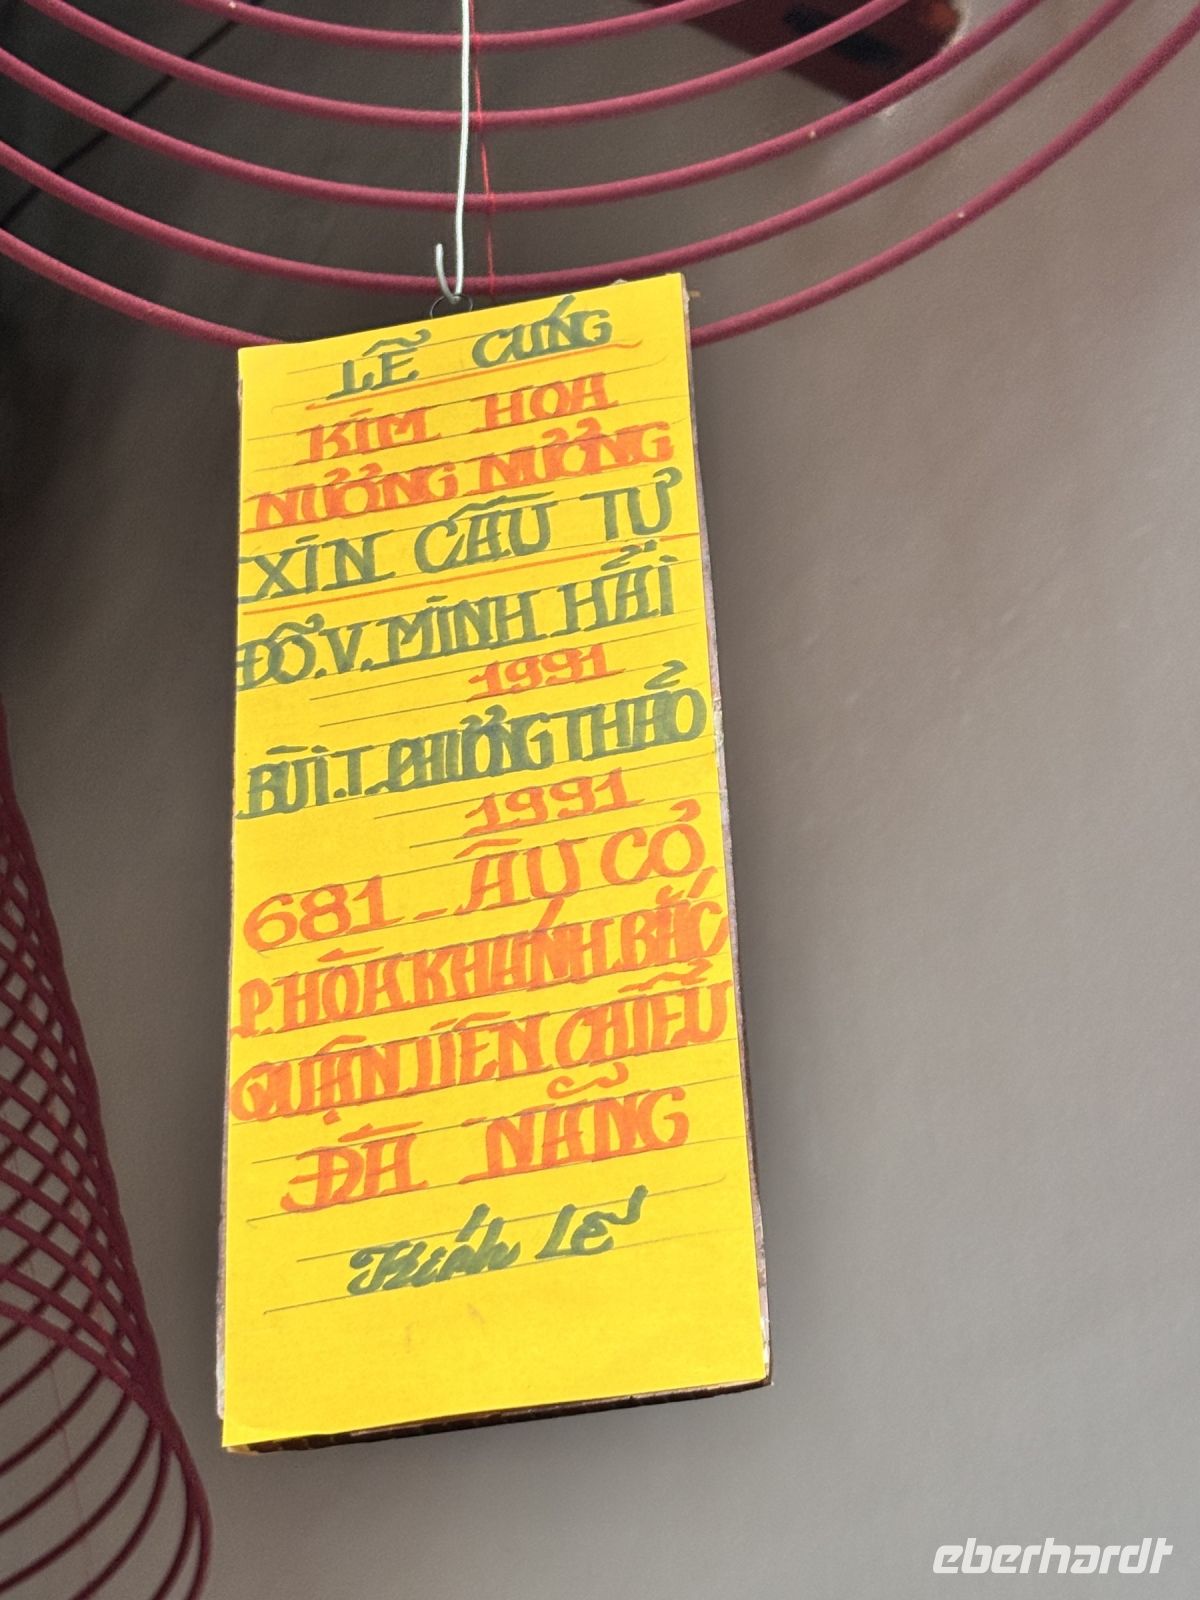 LỄ CÚNG
KIM HOA
NƯƠNG NƯƠNG
XIN CẦU TỰ
ĐỖ.V.MINH HẢI
1991
BÙI.T.PHƯƠNG THẢO
1991
681 - ÂU CƠ
P. HÒA KHÁNH BẮC
QUẬN LIÊN CHIỂU
ĐÀ NẴNG
Kính Lễ
eberhardt